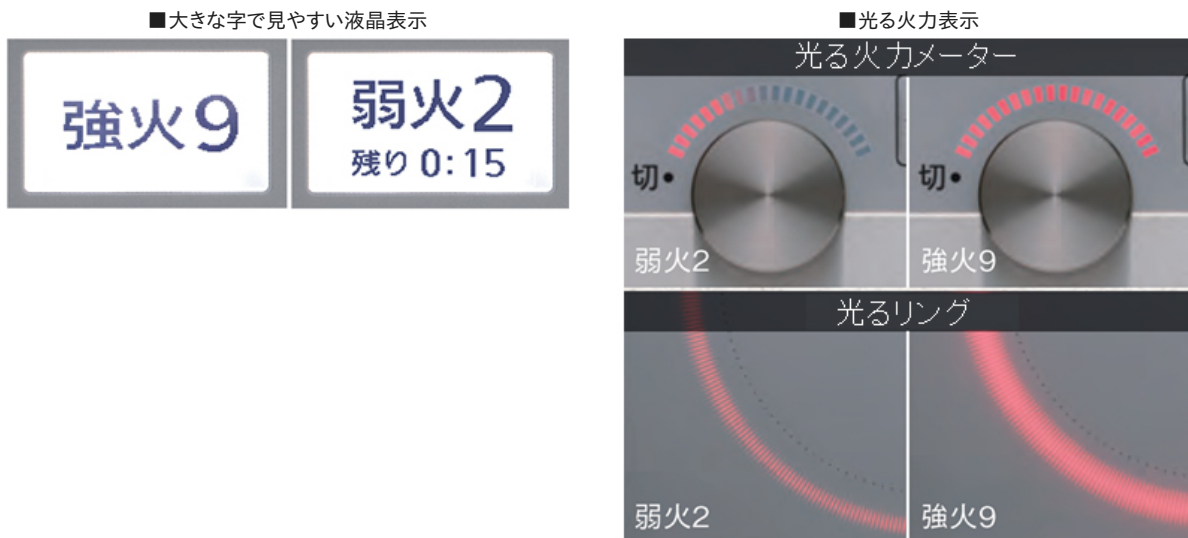 ■大きな字で見やすい液晶表示
強火9
弱火2
残り 0:15
■光る火力表示
光る火力メーター
切•
弱火2
切•
強火9
光るリング
弱火2
強火9